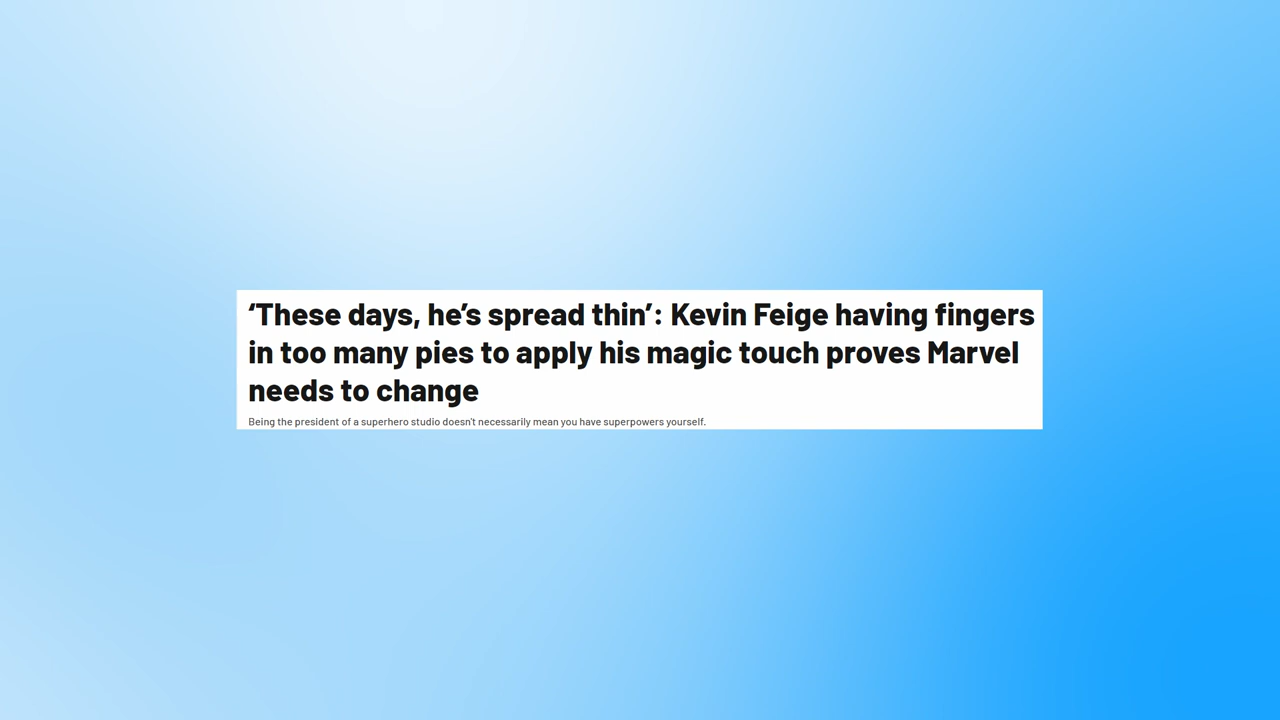 ‘These days, he’s spread thin’: Kevin Feige having fingers
in too many pies to apply his magic touch proves Marvel
needs to change
Being the president of a superhero studio doesn't necessarily mean you have superpowers yourself.